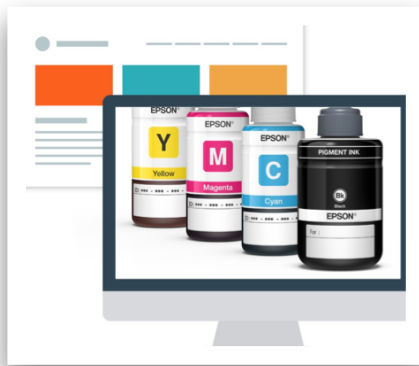 EPSON®
Y
Yellow
EPSON®
M
Magenta
EPSON®
C
Cyan
PIGMENT INK
Bk
Black
EPSON®
For :